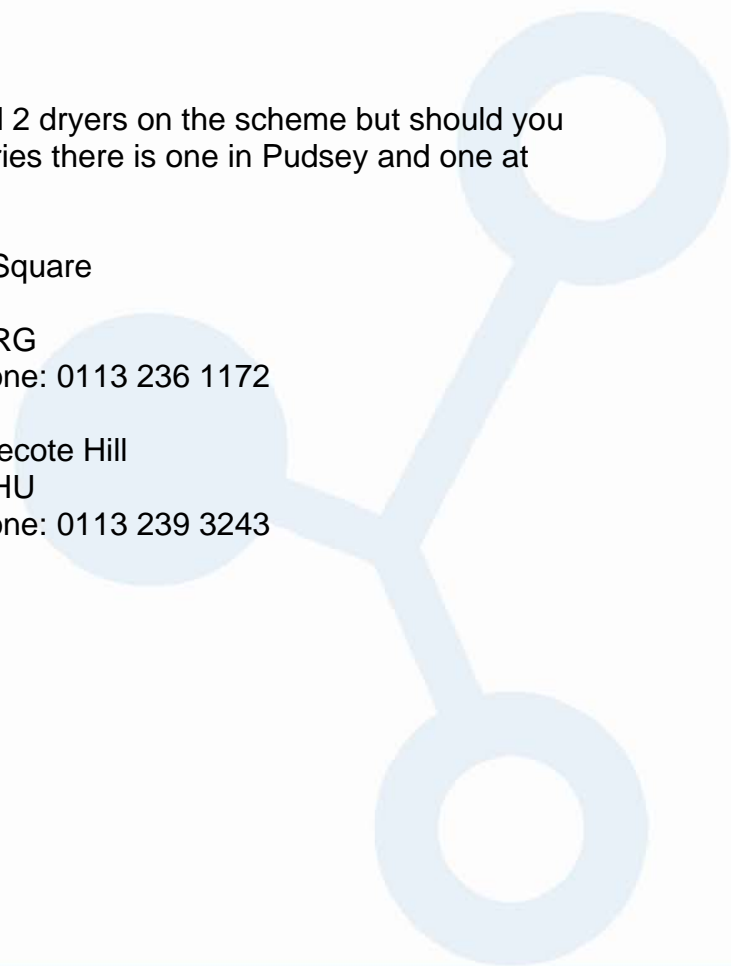 2 dryers on the scheme but should you
there is one in Pudsey and one at
Square
RG
one: 0113 236 1172
ecote Hill
HU
one: 0113 239 3243